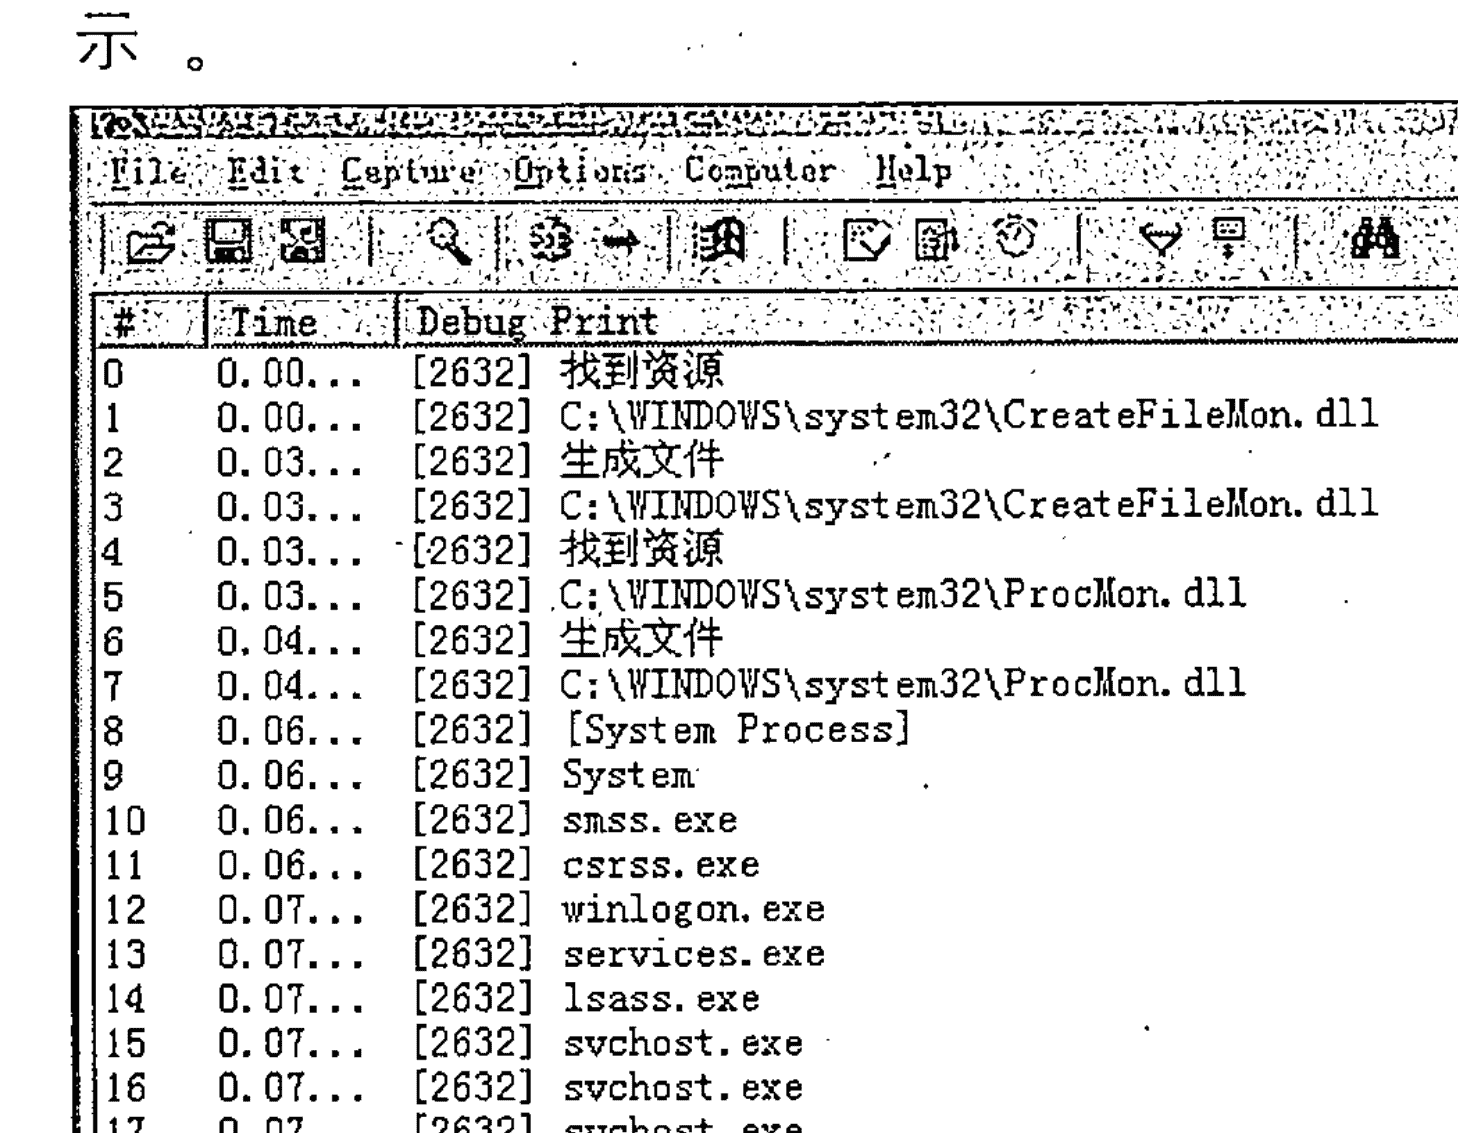 示 。
File Edit Capture Options Computer Help
# Time Debug Print
0 0.00... [2632] 找到资源
1 0.00... [2632] C:\WINDOWS\system32\CreateFileMon.dll
2 0.03... [2632] 生成文件
3 0.03... [2632] C:\WINDOWS\system32\CreateFileMon.dll
4 0.03... [2632] 找到资源
5 0.03... [2632] C:\WINDOWS\system32\ProcMon.dll
6 0.04... [2632] 生成文件
7 0.04... [2632] C:\WINDOWS\system32\ProcMon.dll
8 0.06... [2632] [System Process]
9 0.06... [2632] System
10 0.06... [2632] smss.exe
11 0.06... [2632] csrss.exe
12 0.07... [2632] winlogon.exe
13 0.07... [2632] services.exe
14 0.07... [2632] lsass.exe
15 0.07... [2632] svchost.exe
16 0.07... [2632] svchost.exe
17 0.07... [2632] svchost.exe